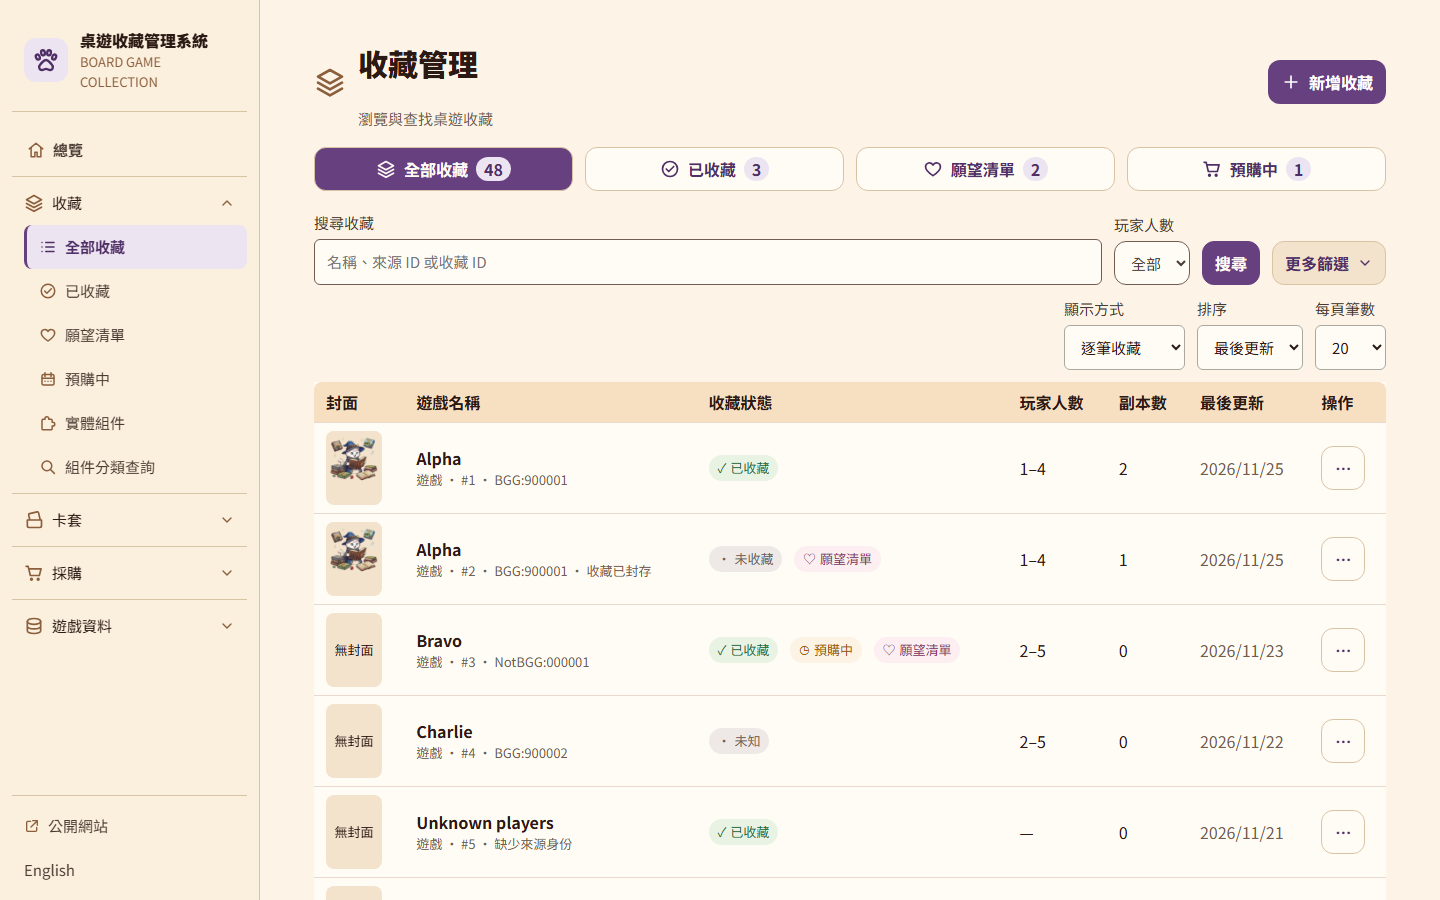 桌遊收藏管理系統
BOARD GAME
COLLECTION
總覽
收藏
全部收藏
已收藏
願望清單
預購中
實體組件
組件分類查詢
卡套
採購
遊戲資料
公開網站
English
收藏管理
瀏覽與查找桌遊收藏
新增收藏
全部收藏 48
已收藏 3
願望清單 2
預購中 1
搜尋收藏
名稱、來源 ID 或收藏 ID
玩家人數
全部
搜尋
更多篩選
顯示方式
逐筆收藏
排序
最後更新
每頁筆數
20
封面 遊戲名稱 收藏狀態 玩家人數 副本數 最後更新 操作
Alpha
遊戲 · #1 · BGG:900001
✓ 已收藏
1–4 2 2026/11/25 ···
Alpha
遊戲 · #2 · BGG:900001 · 收藏已封存
· 未收藏 ♡ 願望清單
1–4 1 2026/11/25 ···
無封面
Bravo
遊戲 · #3 · NotBGG:000001
✓ 已收藏 ◷ 預購中 ♡ 願望清單
2–5 0 2026/11/23 ···
無封面
Charlie
遊戲 · #4 · BGG:900002
· 未知
2–5 0 2026/11/22 ···
無封面
Unknown players
遊戲 · #5 · 缺少來源身份
✓ 已收藏
— 0 2026/11/21 ···